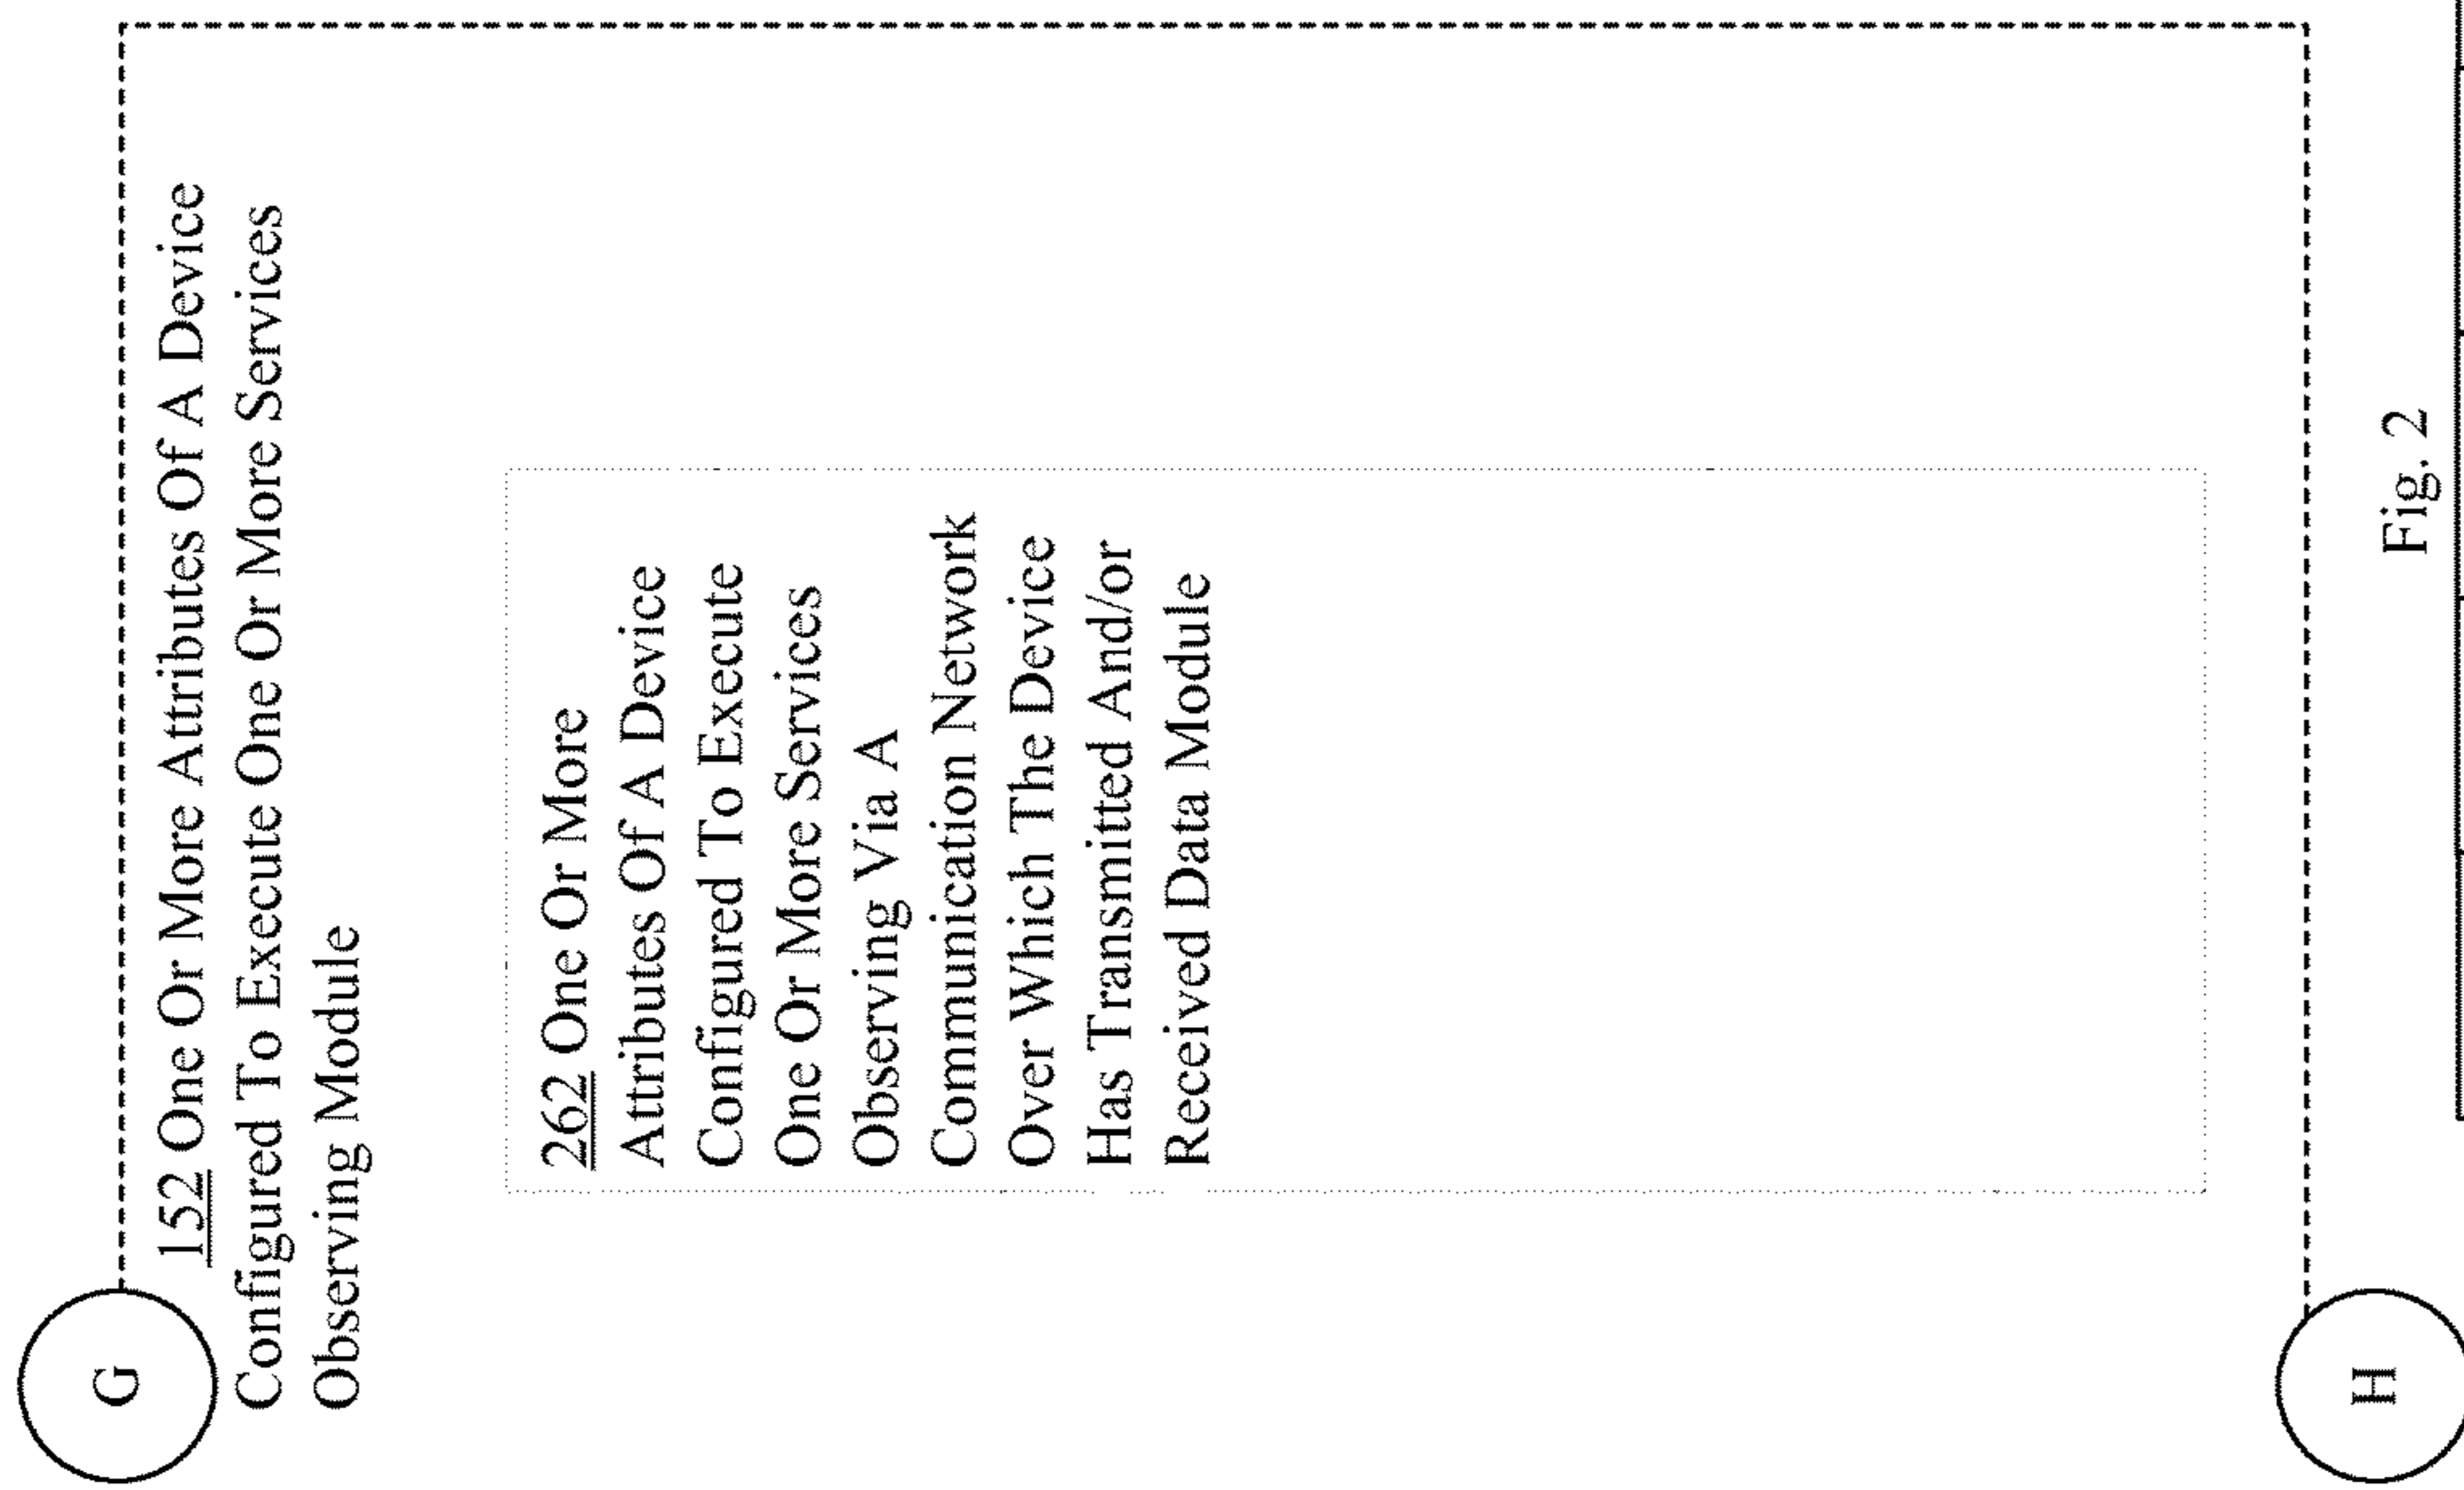 G
152 One Or More Attributes Of A Device
Configured To Execute One Or More Services
Observing Module
262 One Or More
Attributes Of A Device
Configured To Execute
One Or More Services
Observing Via A
Communication Network
Over Which The Device
Has Transmitted And/or
Received Data Module
H
Fig. 2